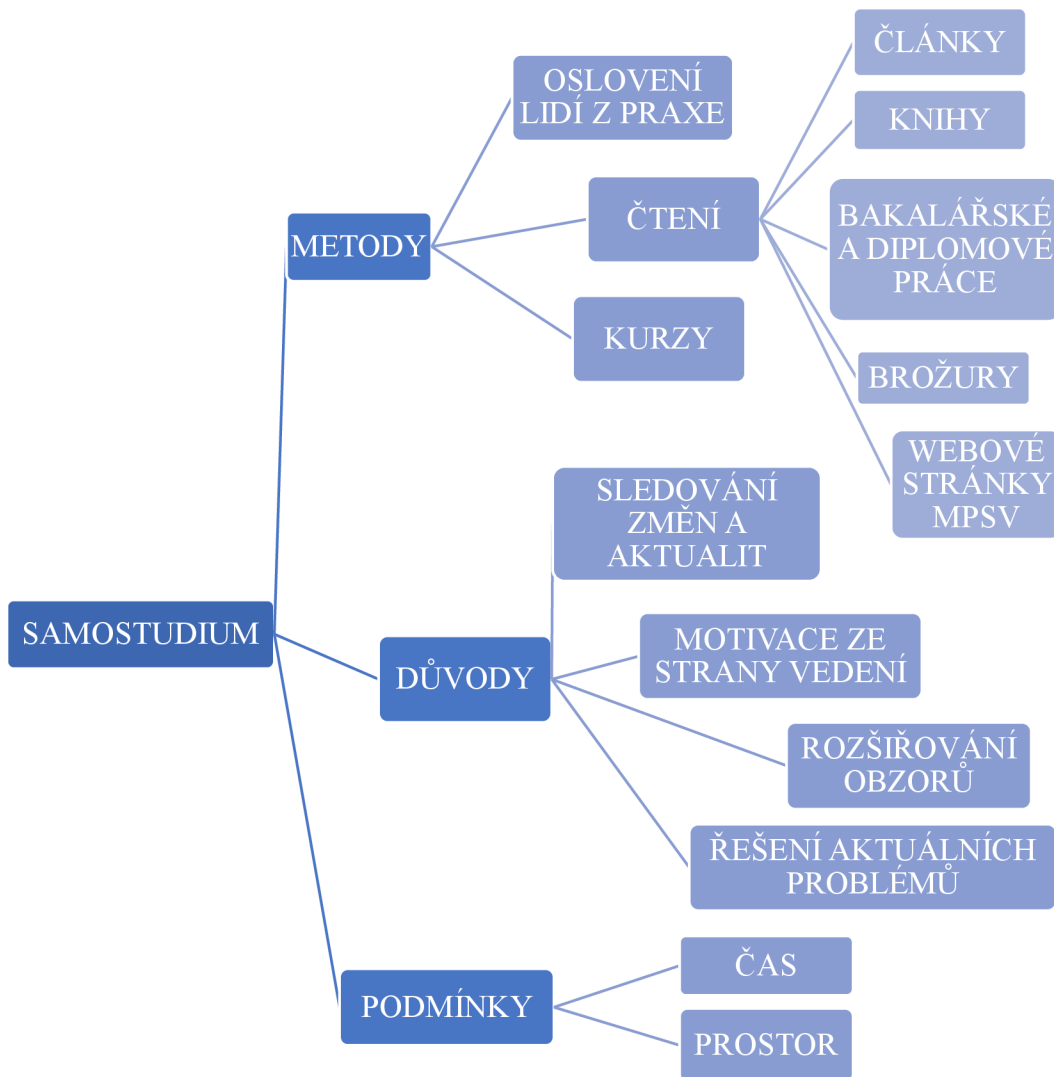 ČLÁNKY
OSLOVENÍ
LIDÍ Z PRAXE
KNIHY
ČTENÍ
BAKALÁŘSKÉ
A DIPLOMOVÉ
PRÁCE
METODY
KURZY
BROŽURY
WEBOVÉ
STRÁNKY
MPSV
SLEDOVÁNÍ
ZMĚN A
AKTUALIT
SAMOSTUDIUM
DŮVODY
MOTIVACE ZE
STRANY VEDENÍ
ROZŠIŘOVÁNÍ
OBZORŮ
ŘEŠENÍ AKTUÁLNÍCH
PROBLÉMŮ
PODMÍNKY
ČAS
PROSTOR